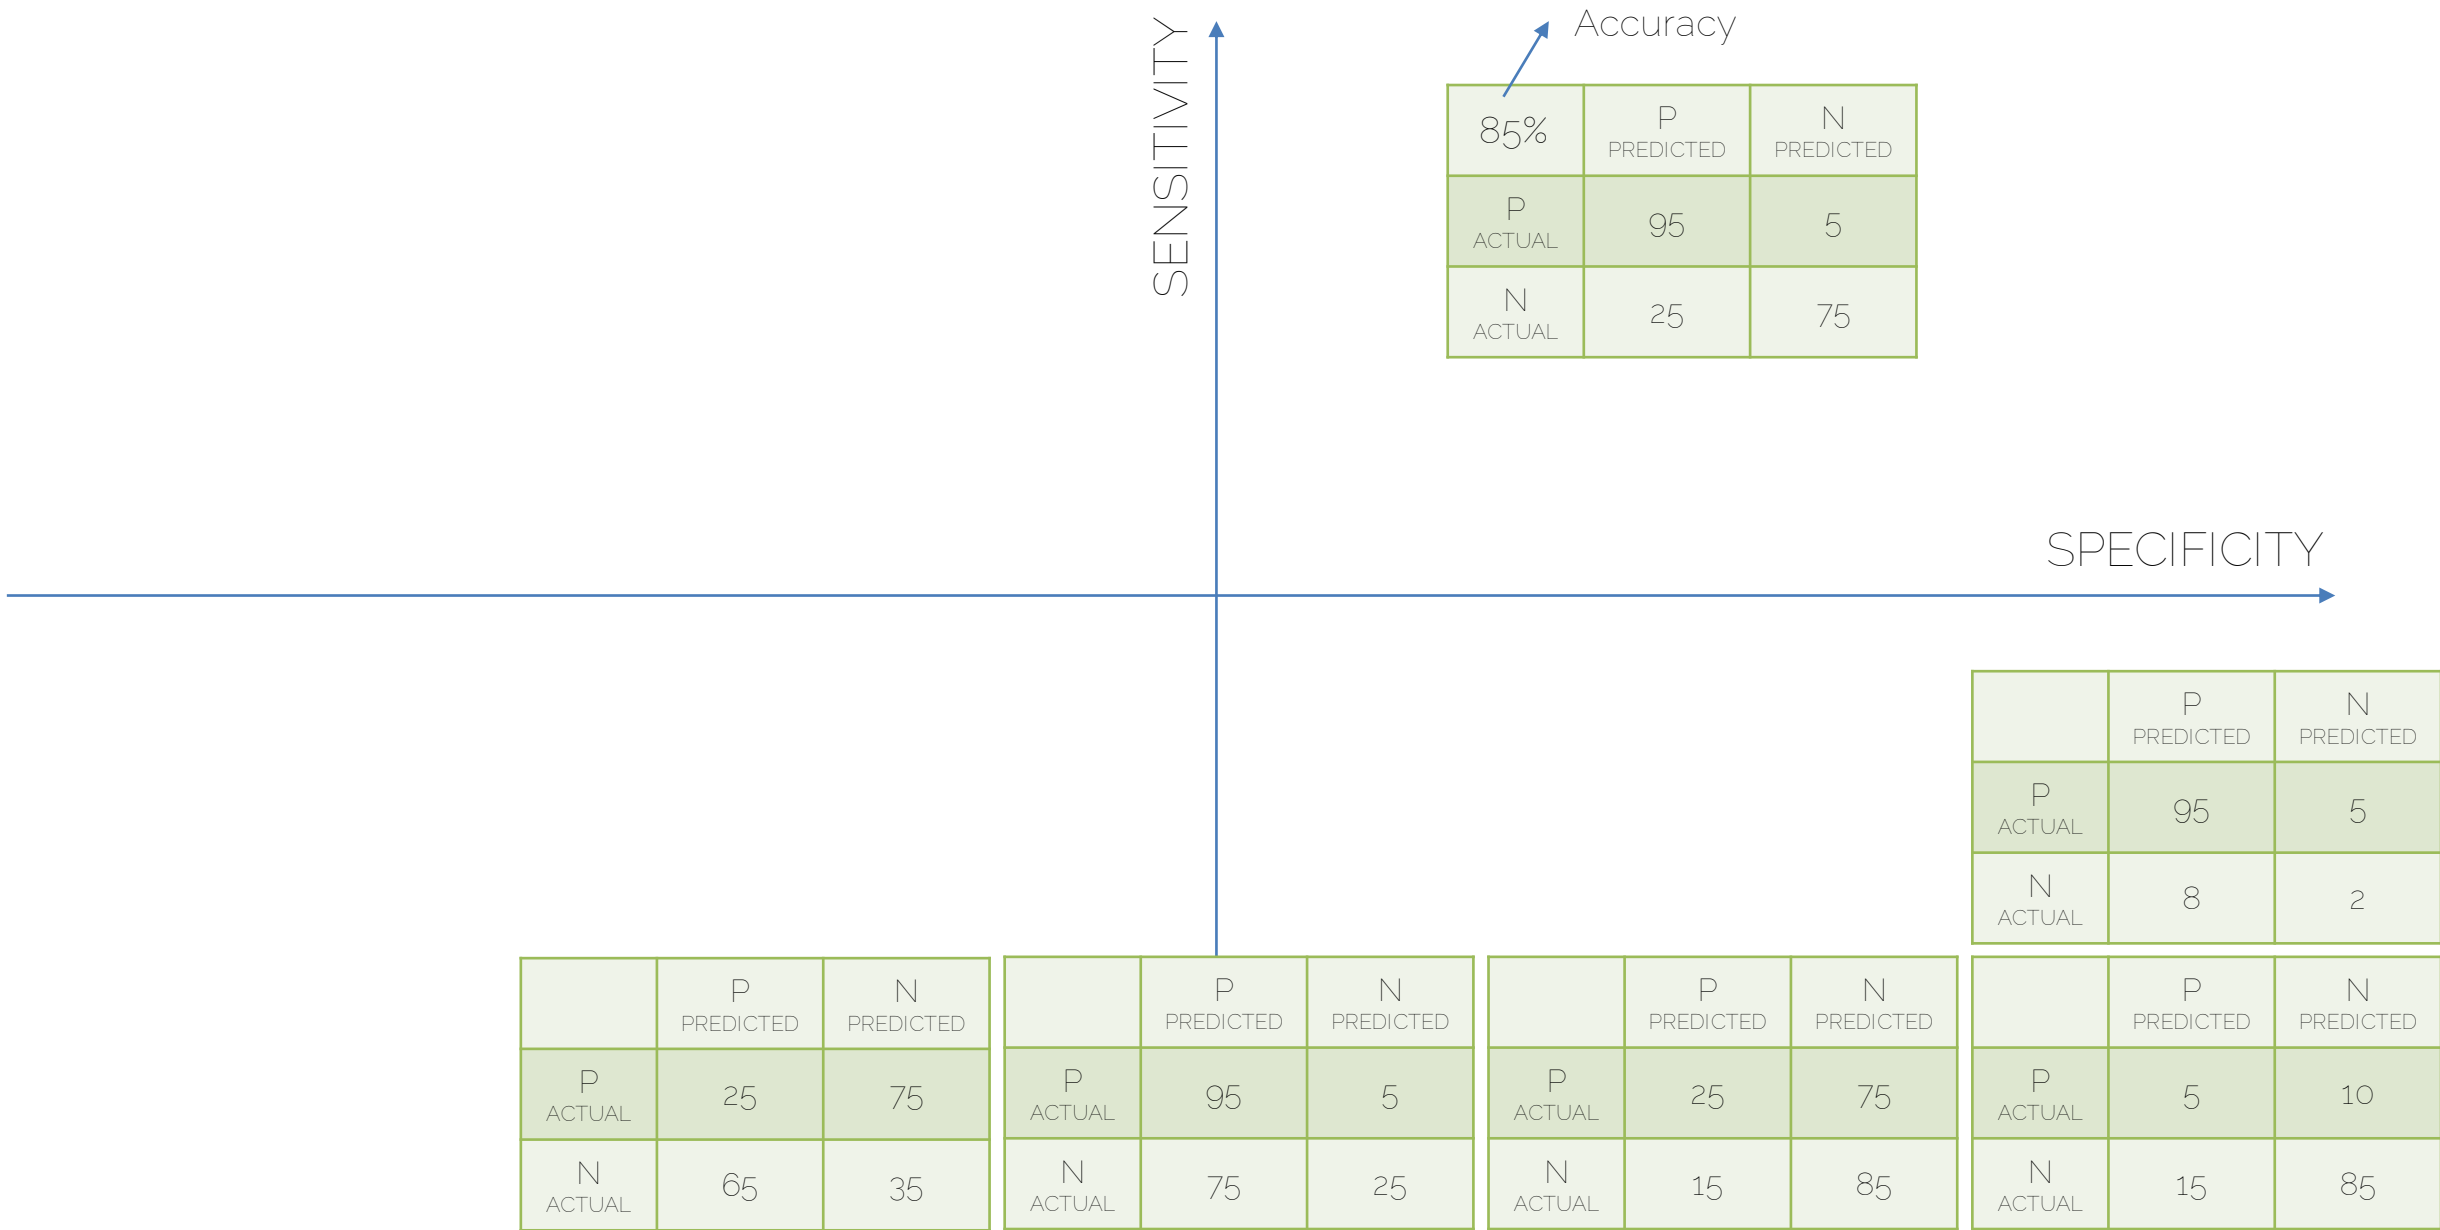 SENSITIVITY
Accuracy
85% P PREDICTED N PREDICTED
P ACTUAL 95 5
N ACTUAL 25 75
SPECIFICITY
P PREDICTED N PREDICTED
P ACTUAL 95 5
N ACTUAL 8 2
P PREDICTED N PREDICTED
P ACTUAL 25 75
N ACTUAL 65 35
P PREDICTED N PREDICTED
P ACTUAL 95 5
N ACTUAL 75 25
P PREDICTED N PREDICTED
P ACTUAL 25 75
N ACTUAL 15 85
P PREDICTED N PREDICTED
P ACTUAL 5 10
N ACTUAL 15 85